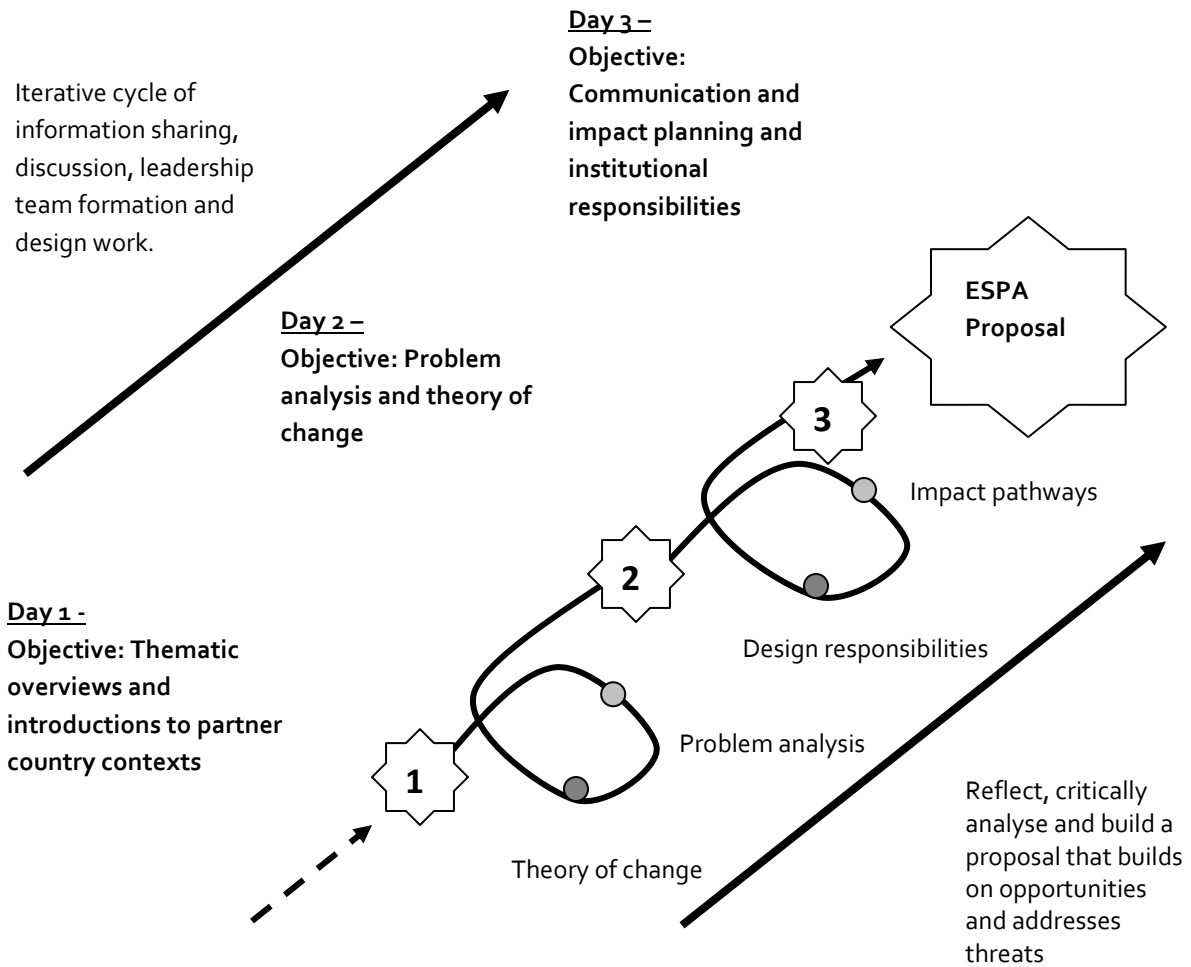 Day 3 –
Objective:
Communication and
impact planning and
institutional
responsibilities
Iterative cycle of
information sharing,
discussion, leadership
team formation and
design work.
ESPA
Proposal
Day 2 –
Objective: Problem
analysis and theory of
change
3
Impact pathways
2
Day 1 -
Objective: Thematic
overviews and
introductions to partner
country contexts
Design responsibilities
Problem analysis
1
Theory of change
Reflect, critically
analyse and build a
proposal that builds
on opportunities
and addresses
threats